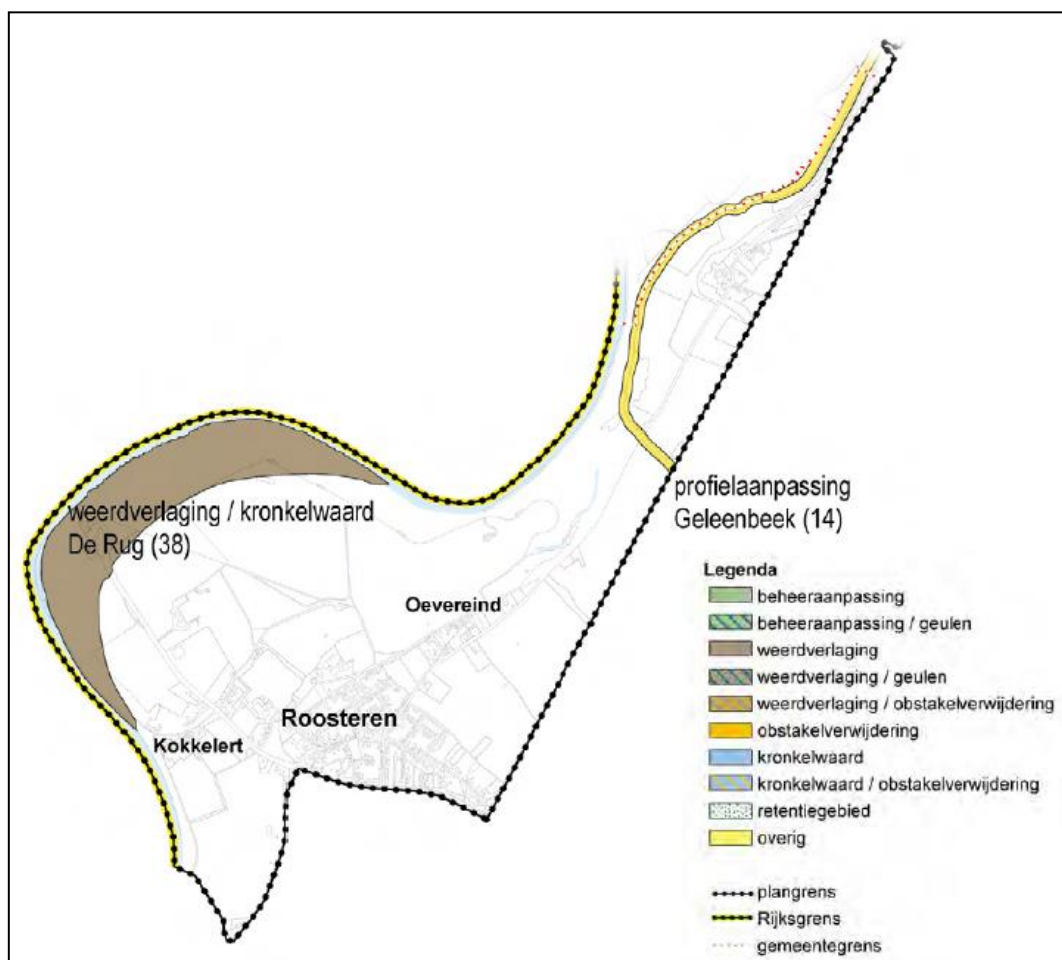 weerdverlaging / kronkelwaard
De Rug (38)
profielaanpassing
Geleenbeek (14)
Oevereind
Roosteren
Kokkelert
Legenda
beheeraanpassing
beheeraanpassing / geulen
weerdverlaging
weerdverlaging / geulen
weerdverlaging / obstakelverwijdering
obstakelverwijdering
kronkelwaard
kronkelwaard / obstakelverwijdering
retentiegebied
overig
plangrens
Rijksgrens
gemeentegrens